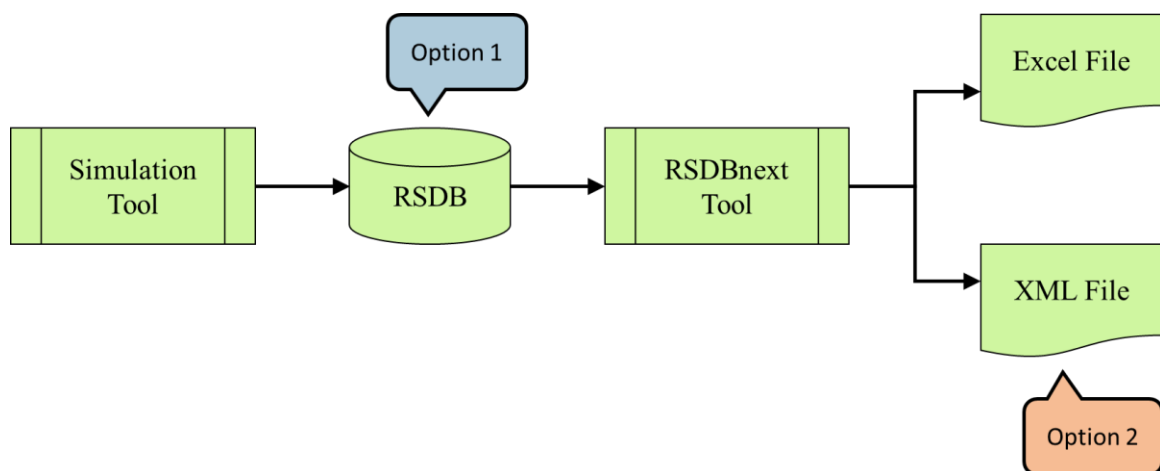 Option 1
Excel File
Simulation
Tool
RSDB
RSDBnext
Tool
XML File
Option 2